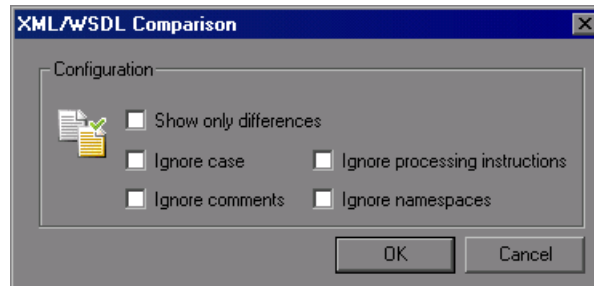 XML/WSDL Comparison
Configuration
Show only differences
Ignore case Ignore processing instructions
Ignore comments Ignore namespaces
OK Cancel